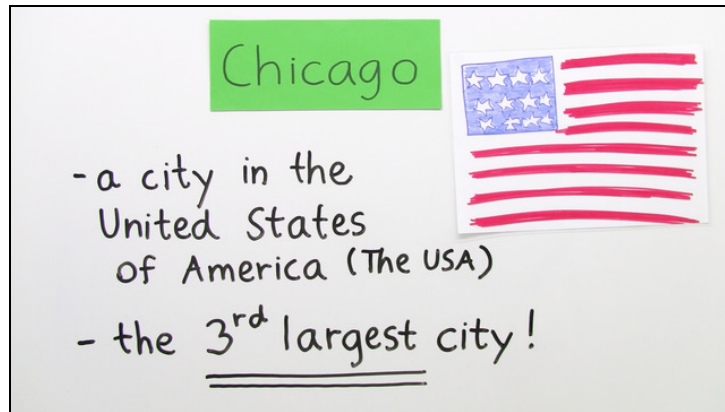 Chicago
- a city in the
United States
of America (The USA)
- the 3rd largest city!